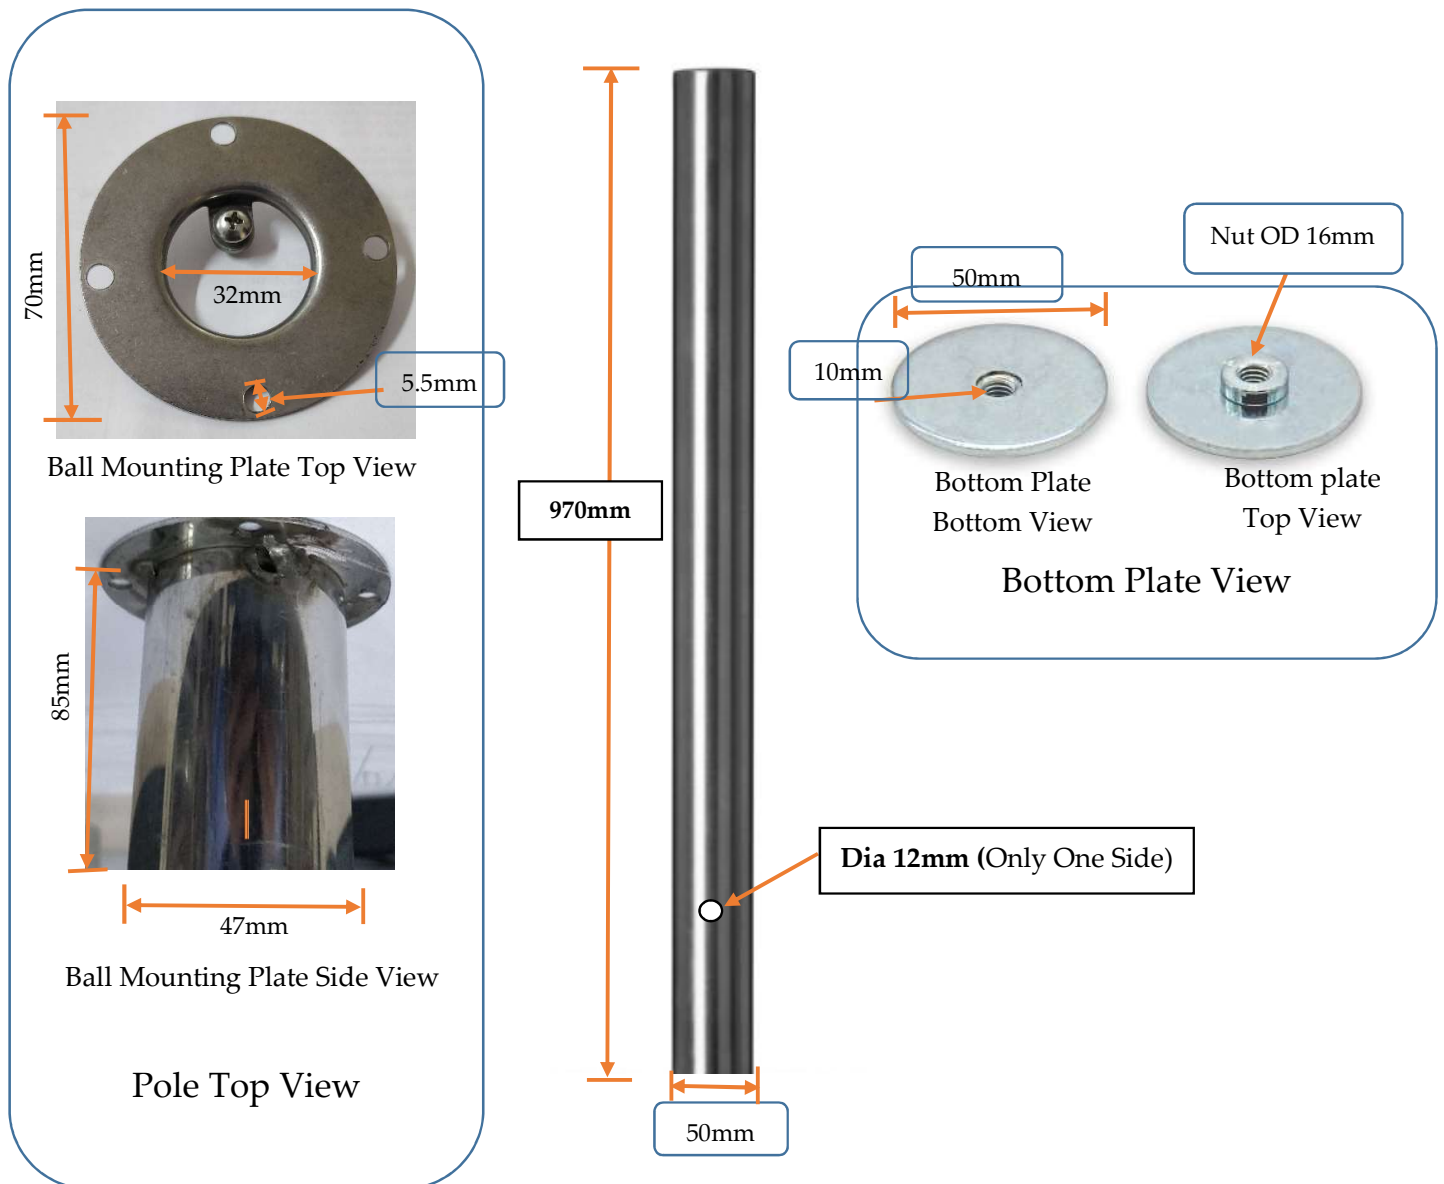 70mm
32mm
5.5mm
Ball Mounting Plate Top View
85mm
47mm
Ball Mounting Plate Side View
Pole Top View
970mm
Dia 12mm (Only One Side)
50mm
50mm
10mm
Nut OD 16mm
Bottom Plate
Bottom View
Bottom plate
Top View
Bottom Plate View